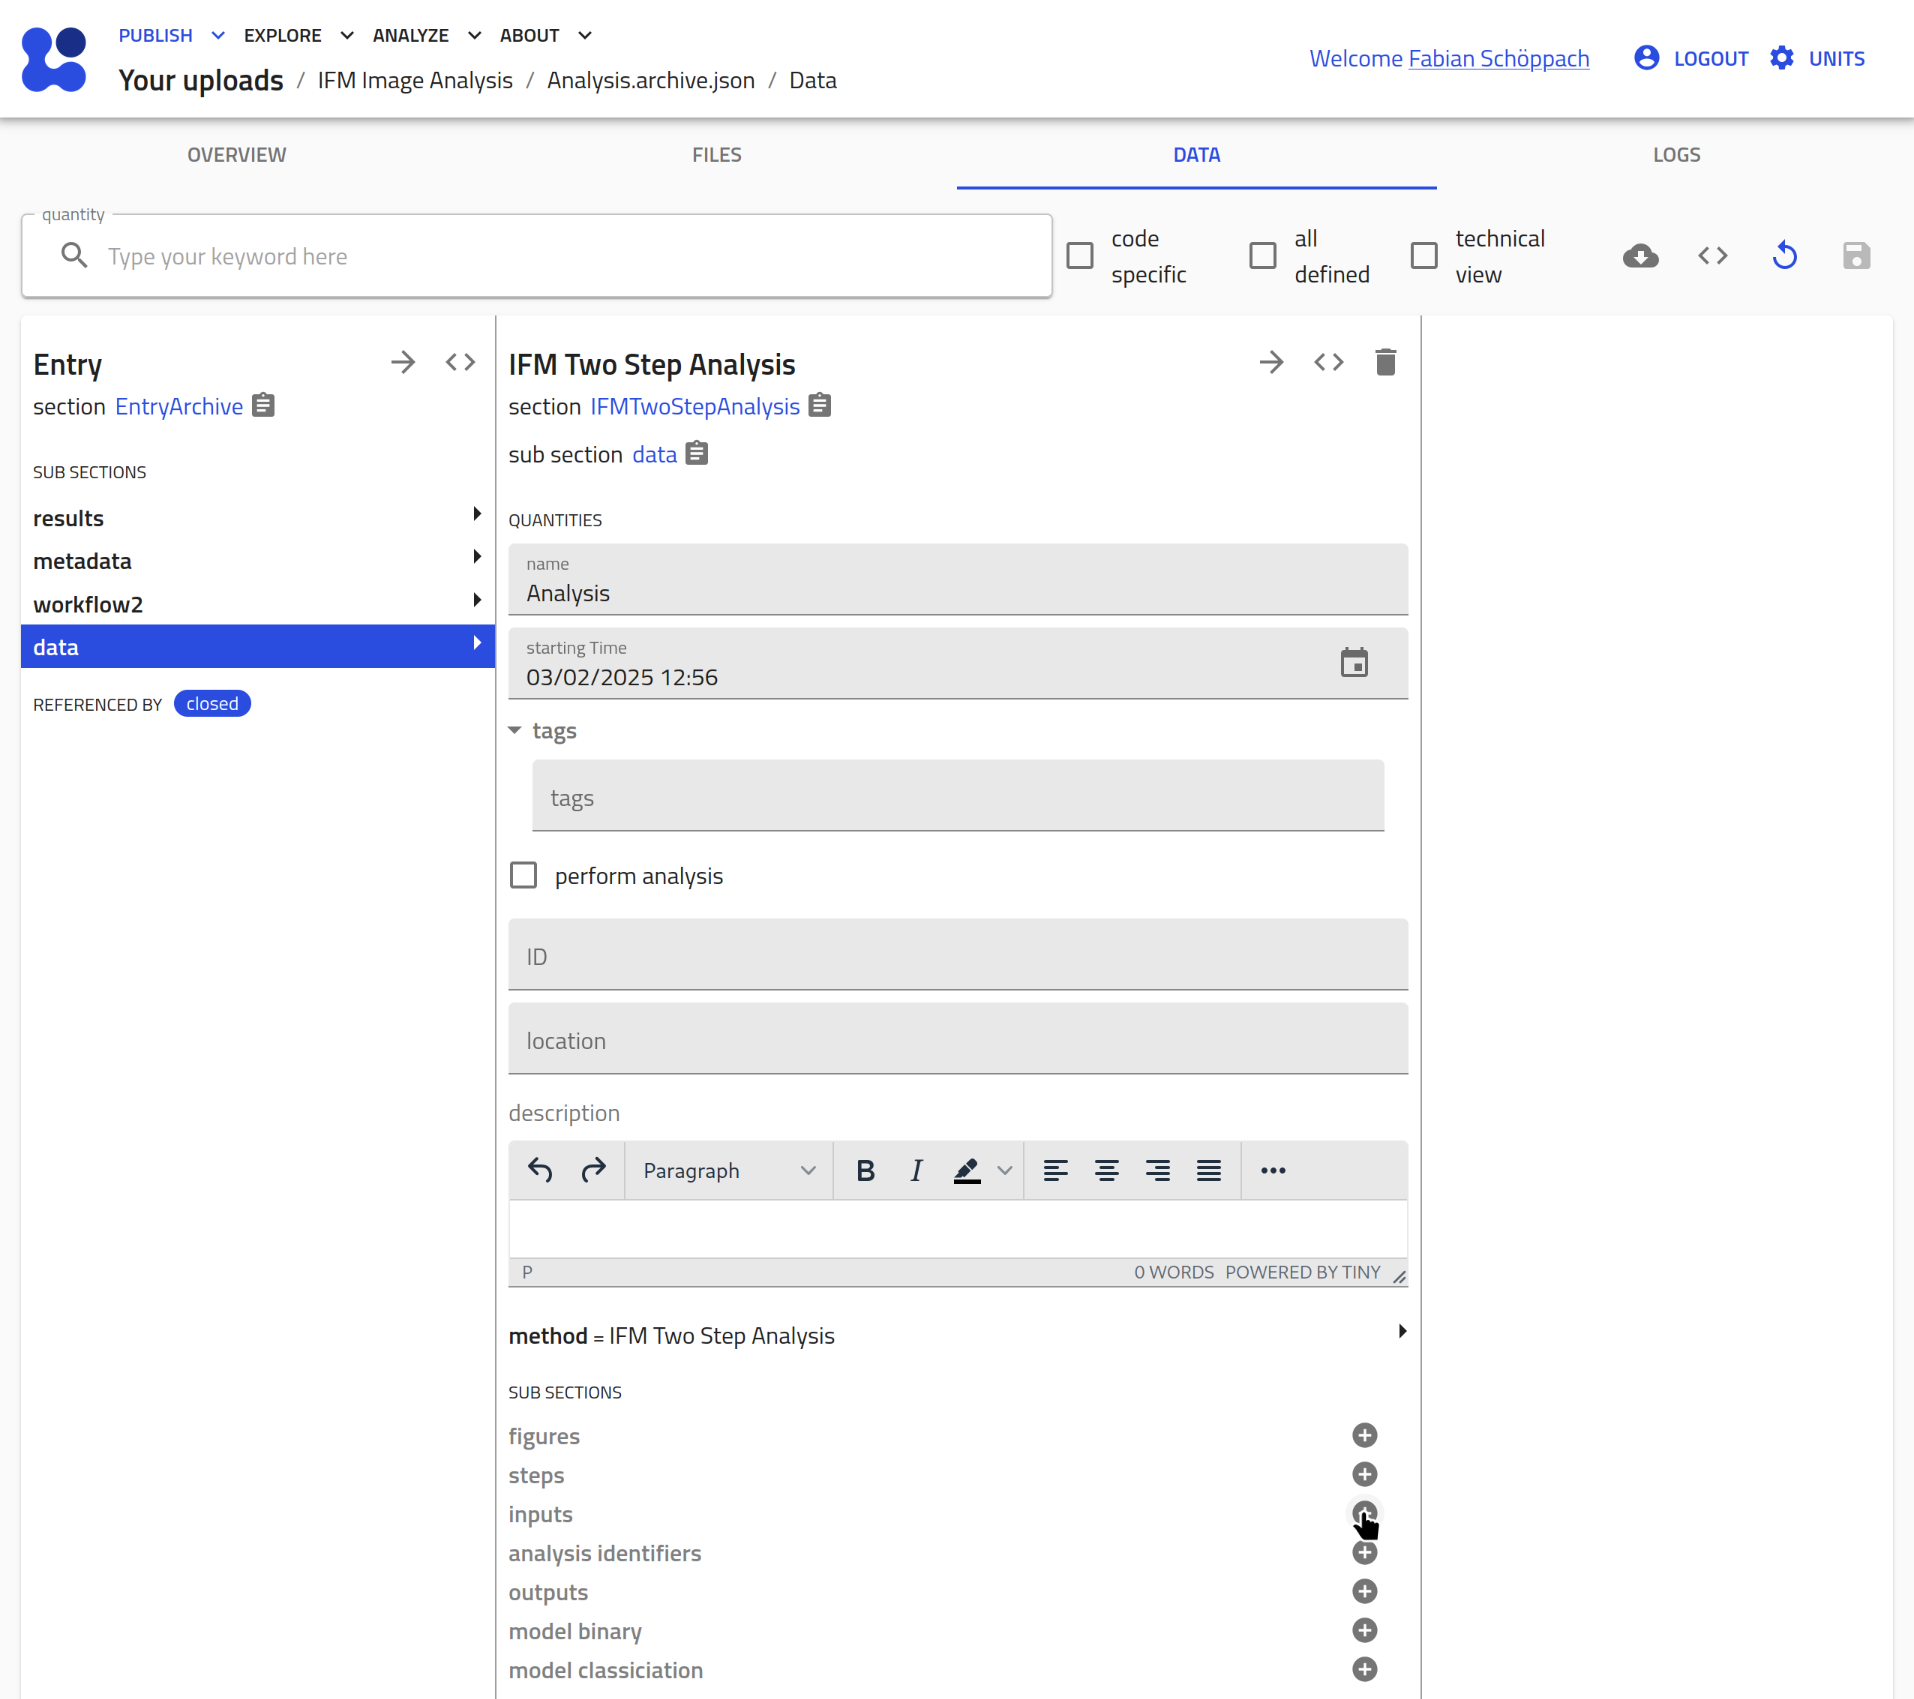 PUBLISH EXPLORE ANALYZE ABOUT
Your uploads / IFM Image Analysis / Analysis.archive.json / Data
Welcome Fabian Schöppach LOGOUT UNITS
OVERVIEW FILES DATA LOGS
quantity
Type your keyword here
code specific
all defined
technical view
Entry
section EntryArchive
SUB SECTIONS
results
metadata
workflow2
data
REFERENCED BY closed
IFM Two Step Analysis
section IFMTwoStepAnalysis
sub section data
QUANTITIES
name
Analysis
starting Time
03/02/2025 12:56
tags
tags
perform analysis
ID
location
description
Paragraph B I
P 0 WORDS POWERED BY TINY
method = IFM Two Step Analysis
SUB SECTIONS
figures
steps
inputs
analysis identifiers
outputs
model binary
model classiciation